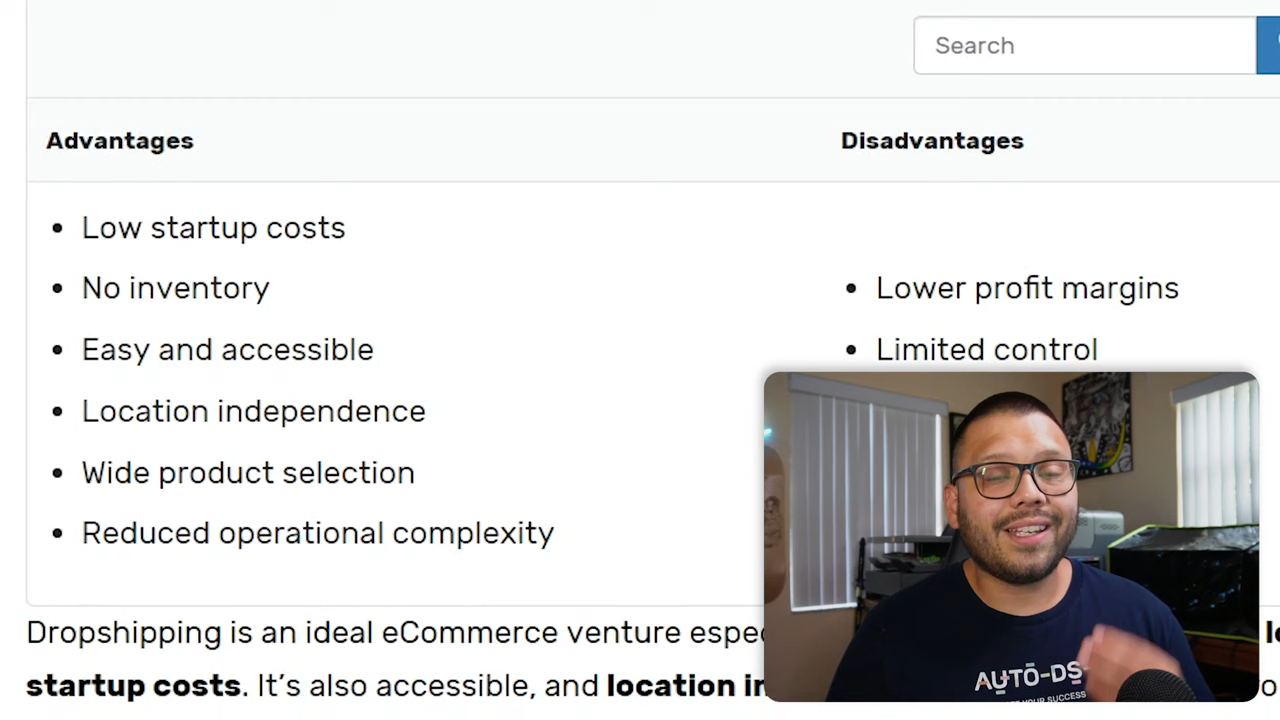 Search
Advantages
Disadvantages
Low startup costs
No inventory
Lower profit margins
Easy and accessible
Limited control
Location independence
Wide product selection
Reduced operational complexity
Dropshipping is an ideal eCommerce venture
startup costs. It’s also accessible, and location
AUTO-DS
YOUR SUCCESS